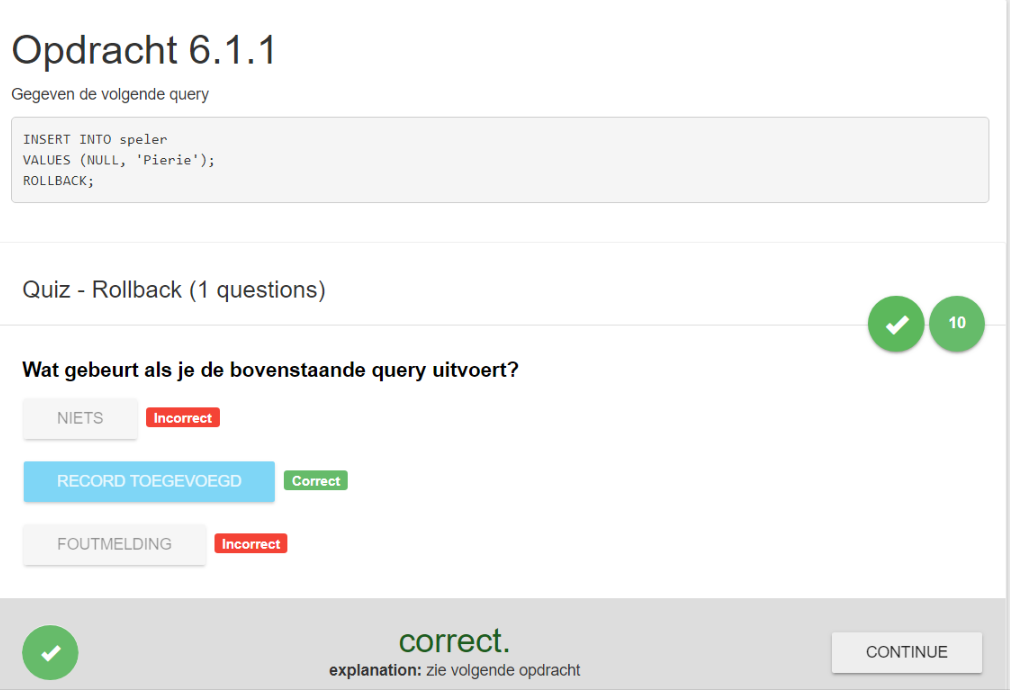 Opdracht 6.1.1
Gegeven de volgende query
INSERT INTO speler
VALUES (NULL, 'Pierie');
ROLLBACK;
Quiz - Rollback (1 questions)
10
Wat gebeurt als je de bovenstaande query uitvoert?
NIETS Incorrect
RECORD TOEGEVOEGD Correct
FOUTMELDING Incorrect
correct.
explanation: zie volgende opdracht
CONTINUE